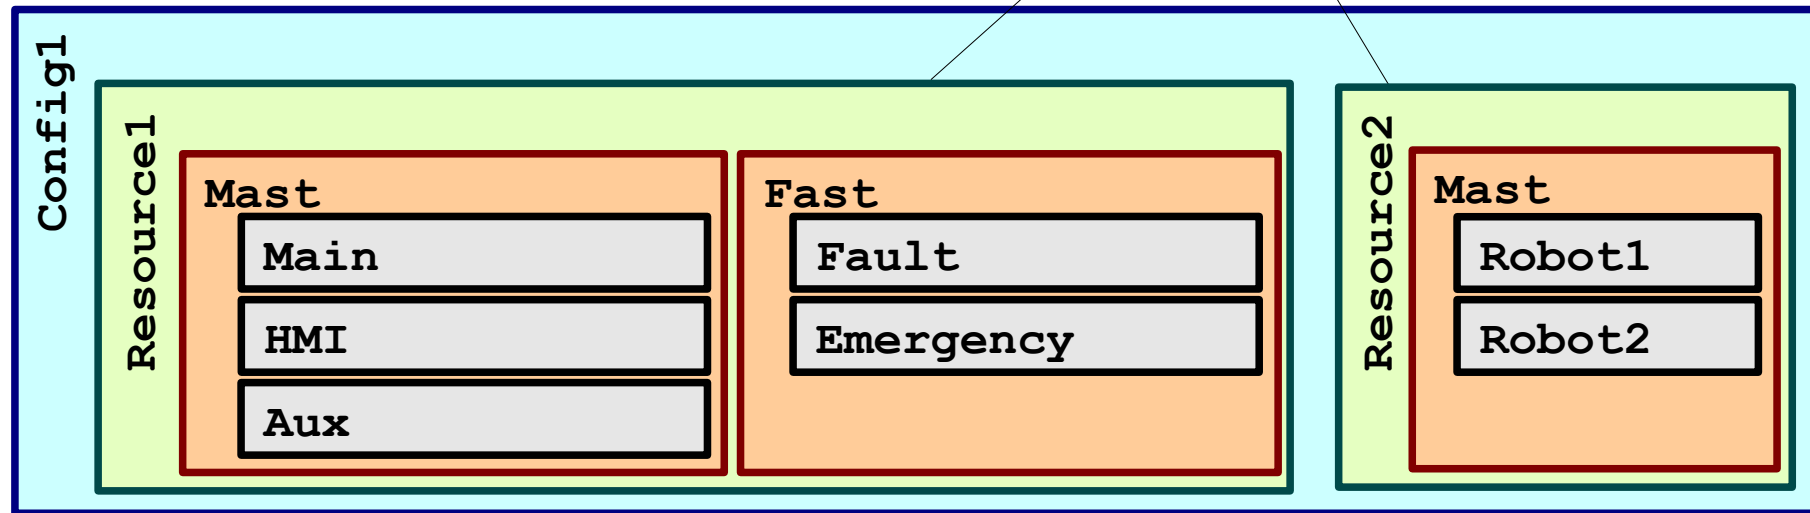 Config1
Resource1
Mast
Main
HMI
Aux
Fast
Fault
Emergency
Resource2
Mast
Robot1
Robot2